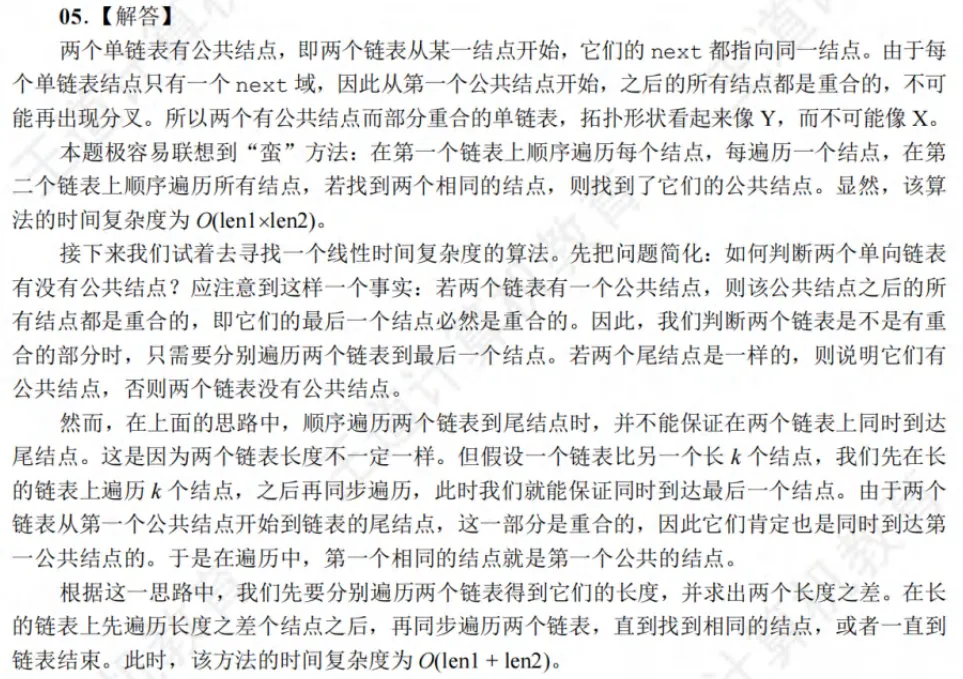 05.【解答】
两个单链表有公共结点，即两个链表从某一结点开始，它们的 next 都指向同一结点。由于每
个单链表结点只有一个 next 域，因此从第一个公共结点开始，之后的所有结点都是重合的，不可
能再出现分叉。所以两个有公共结点而部分重合的单链表，拓扑形状看起来像 Y，而不可能像 X。
本题极容易联想到“蛮”方法：在第一个链表上顺序遍历每个结点，每遍历一个结点，在第
二个链表上顺序遍历所有结点，若找到两个相同的结点，则找到了它们的公共结点。显然，该算
法的时间复杂度为 O(len1×len2)。
接下来我们试着去寻找一个线性时间复杂度的算法。先把问题简化：如何判断两个单向链表
有没有公共结点？应注意到这样一个事实：若两个链表有一个公共结点，则该公共结点之后的所
有结点都是重合的，即它们的最后一个结点必然是重合的。因此，我们判断两个链表是不是有重
合的部分时，只需要分别遍历两个链表到最后一个结点。若两个尾结点是一样的，则说明它们有
公共结点，否则两个链表没有公共结点。
然而，在上面的思路中，顺序遍历两个链表到尾结点时，并不能保证在两个链表上同时到达
尾结点。这是因为两个链表长度不一定一样。但假设一个链表比另一个长 k 个结点，我们先在长
的链表上遍历 k 个结点，之后再同步遍历，此时我们就能保证同时到达最后一个结点。由于两个
链表从第一个公共结点开始到链表的尾结点，这一部分是重合的，因此它们肯定也是同时到达第
一公共结点的。于是在遍历中，第一个相同的结点就是第一个公共的结点。
根据这一思路中，我们先要分别遍历两个链表得到它们的长度，并求出两个长度之差。在长
的链表上先遍历长度之差个结点之后，再同步遍历两个链表，直到找到相同的结点，或者一直到
链表结束。此时，该方法的时间复杂度为 O(len1 + len2)。
王道计算机教育